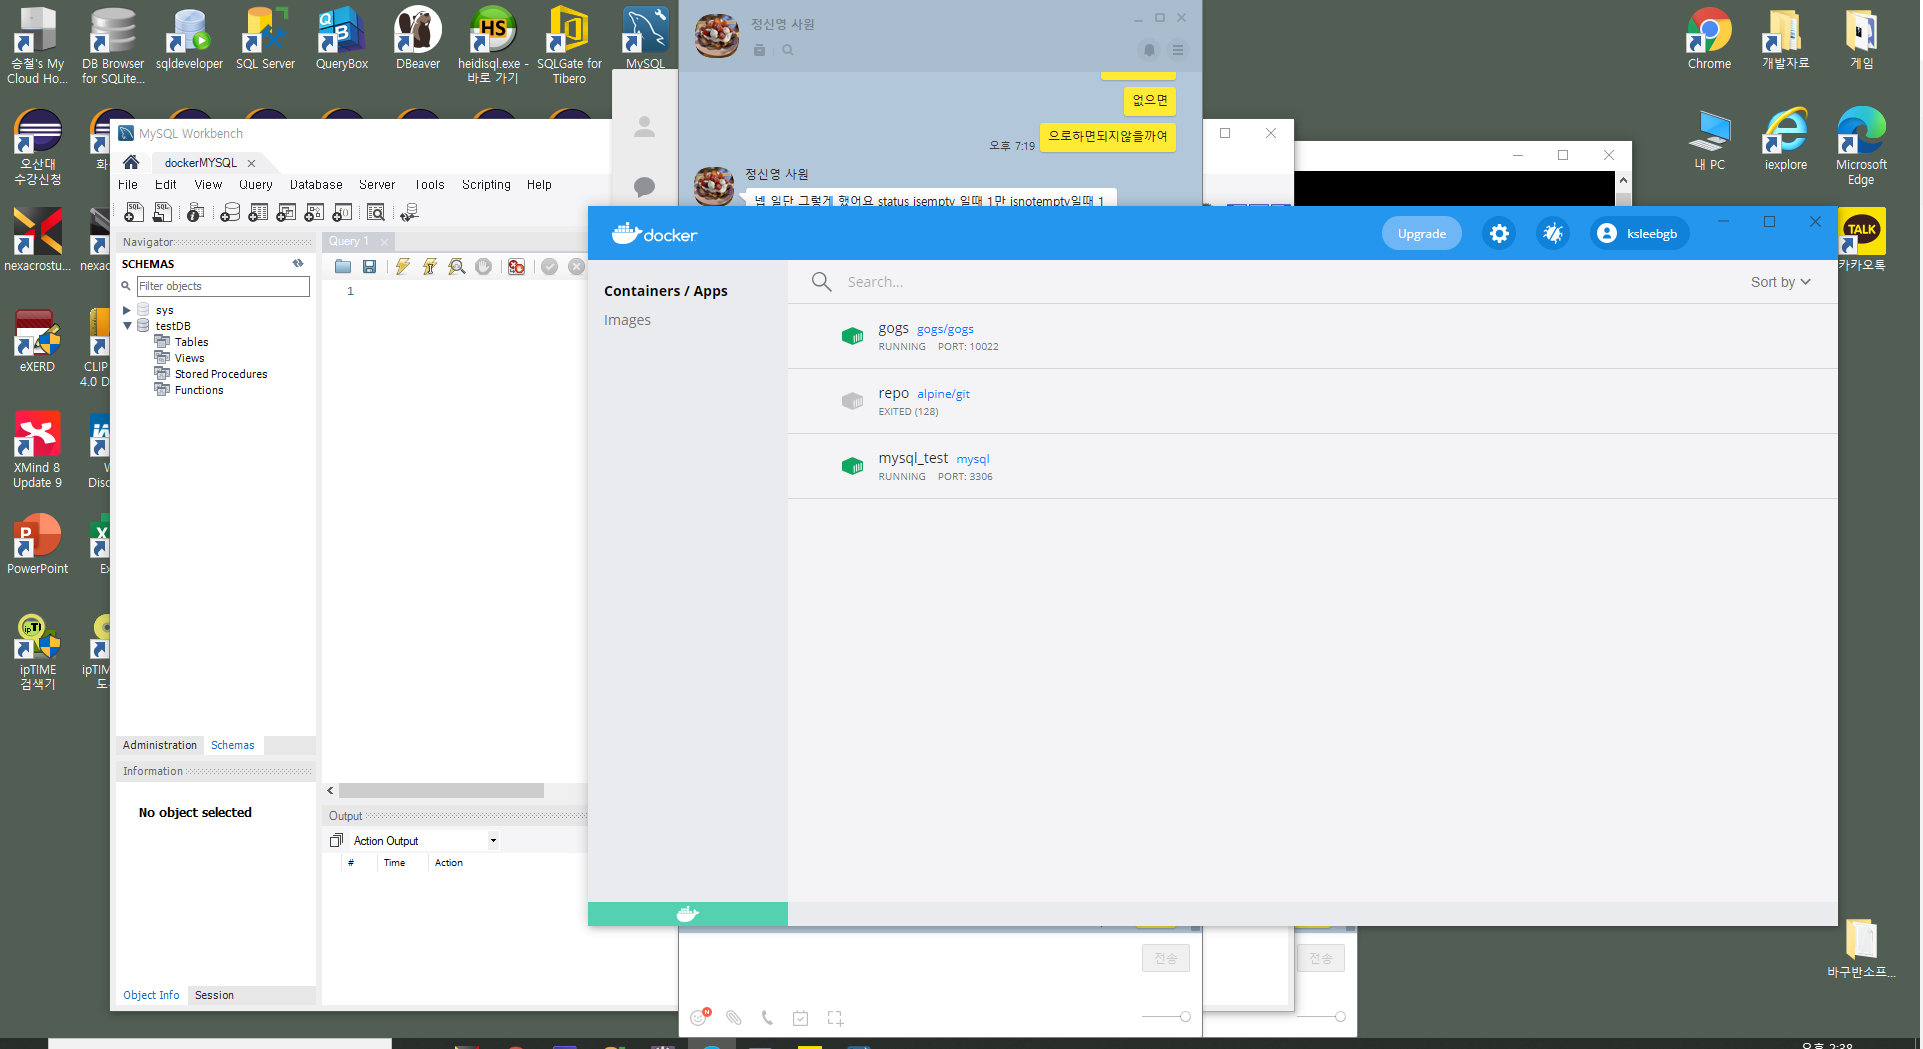 승철's My
Cloud Ho...
DB Browser
for SQLite...
sqldeveloper
SQL Server
QueryBox
DBeaver
heidisql.exe -
바로 가기
SQLGate for
Tibero
MySQL
Chrome
개발자료
게임
오산대
수강신청
내 PC
iexplore
Microsoft
Edge
nexacrostu...
카카오톡
eXERD
CLIP
4.0 D
XMind 8
Update 9
PowerPoint
ipTIME
검색기
바구반소프...
정신영 사원
없으면
으로하면되지않을까여
오후 7:19
정신영 사원
넵 일단 그렇게 했어요 status isempty 일때 1만 isnotempty일때 1
전송
전송
MySQL Workbench
dockerMYSQL
File Edit View Query Database Server Tools Scripting Help
Navigator
SCHEMAS
Filter objects
sys
testDB
Tables
Views
Stored Procedures
Functions
Administration Schemas
Information
No object selected
Object Info Session
Query 1
1
Output
Action Output
# Time Action
docker
Upgrade
ksleebgb
Containers / Apps
Images
Search...
Sort by
gogs gogs/gogs
RUNNING PORT: 10022
repo alpine/git
EXITED (128)
mysql_test mysql
RUNNING PORT: 3306
오후 2:38